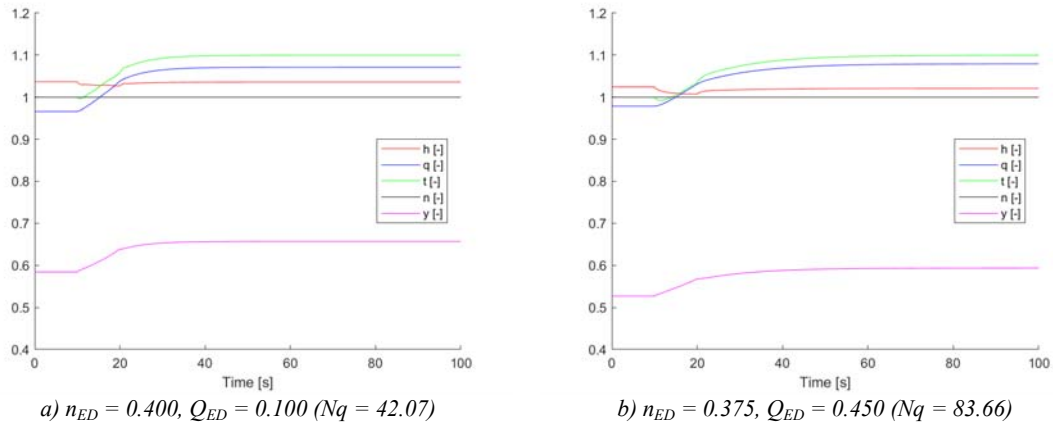 1.2
1.1
1
0.9
0.8
0.7
0.6
0.5
0.4
0
20
40
60
80
100
Time [s]
h [-]
q [-]
t [-]
n [-]
y [-]
a) nED = 0.400, QED = 0.100 (Nq = 42.07)
1.2
1.1
1
0.9
0.8
0.7
0.6
0.5
0.4
0
20
40
60
80
100
Time [s]
h [-]
q [-]
t [-]
n [-]
y [-]
b) nED = 0.375, QED = 0.450 (Nq = 83.66)